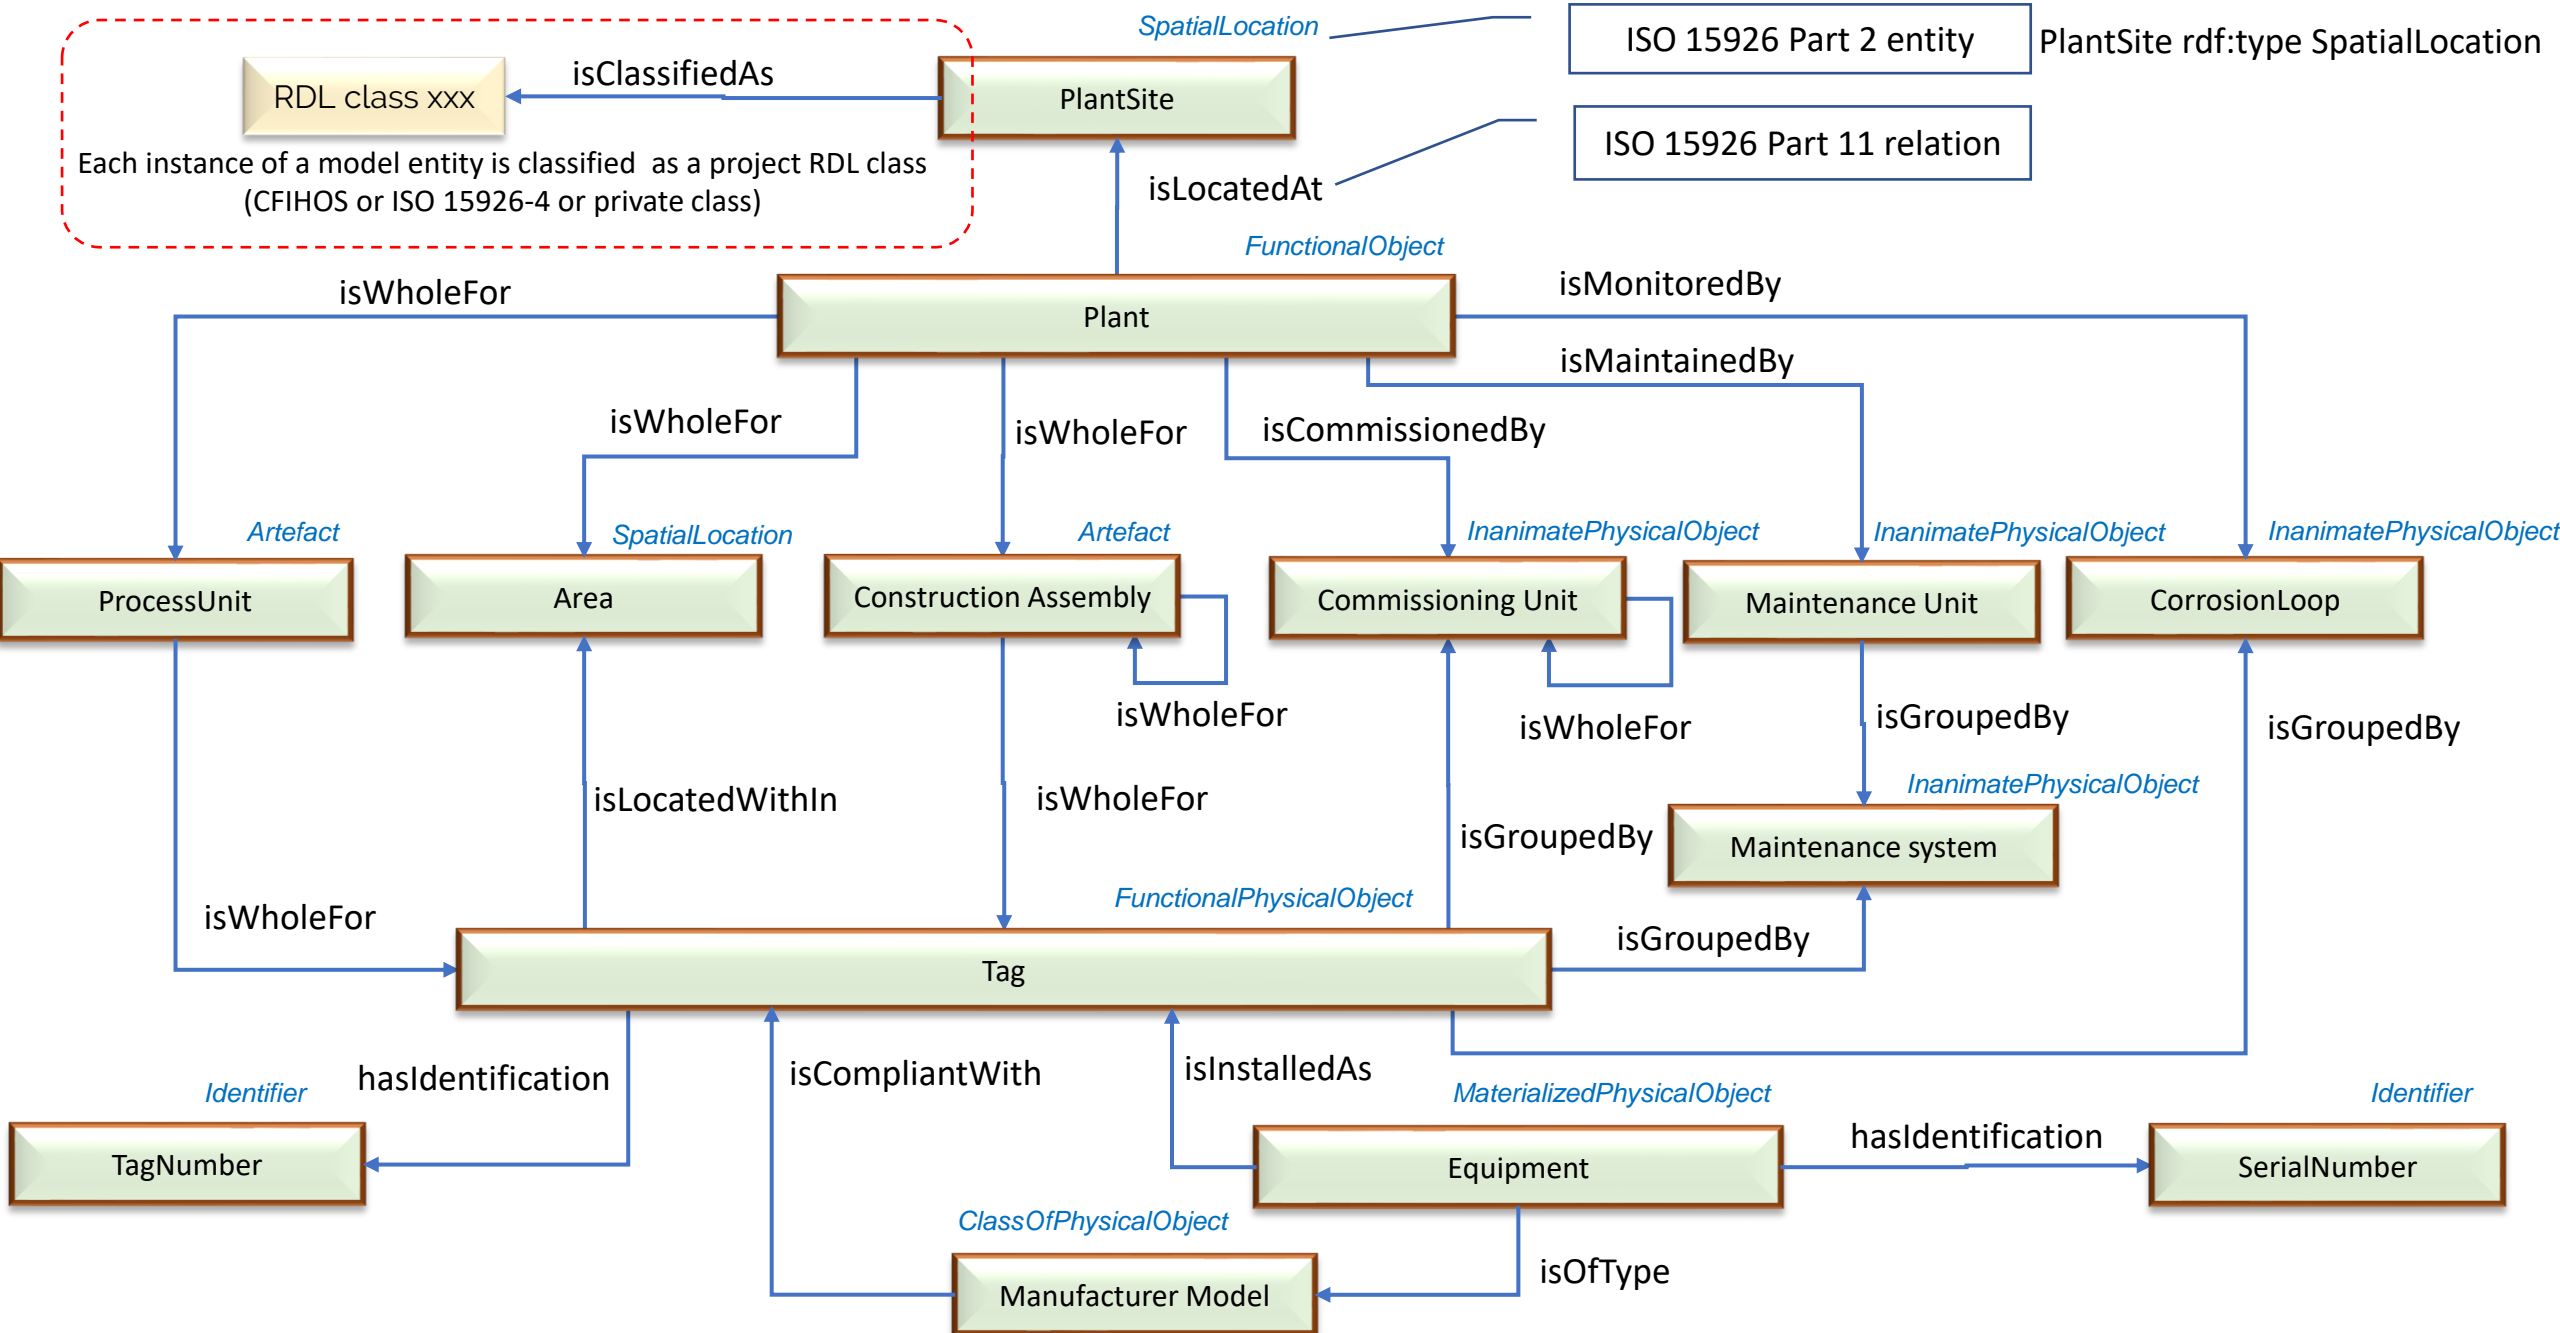 SpatialLocation
ISO 15926 Part 2 entity
PlantSite rdf:type SpatialLocation
RDL class xxx
isClassifiedAs
PlantSite
ISO 15926 Part 11 relation
Each instance of a model entity is classified  as a project RDL class
(CFIHOS or ISO 15926-4 or private class)
isLocatedAt
FunctionalObject
isWholeFor
Plant
isMonitoredBy
isMaintainedBy
isWholeFor
isWholeFor
isCommissionedBy
Artefact
SpatialLocation
Artefact
InanimatePhysicalObject
InanimatePhysicalObject
InanimatePhysicalObject
ProcessUnit
Area
Construction Assembly
Commissioning Unit
Maintenance Unit
CorrosionLoop
isWholeFor
isWholeFor
isGroupedBy
isGroupedBy
isLocatedWithIn
isWholeFor
InanimatePhysicalObject
isGroupedBy
Maintenance system
FunctionalPhysicalObject
isWholeFor
isGroupedBy
Tag
hasIdentification
isCompliantWith
isInstalledAs
Identifier
MaterializedPhysicalObject
Identifier
TagNumber
Equipment
hasIdentification
SerialNumber
ClassOfPhysicalObject
isOfType
Manufacturer Model